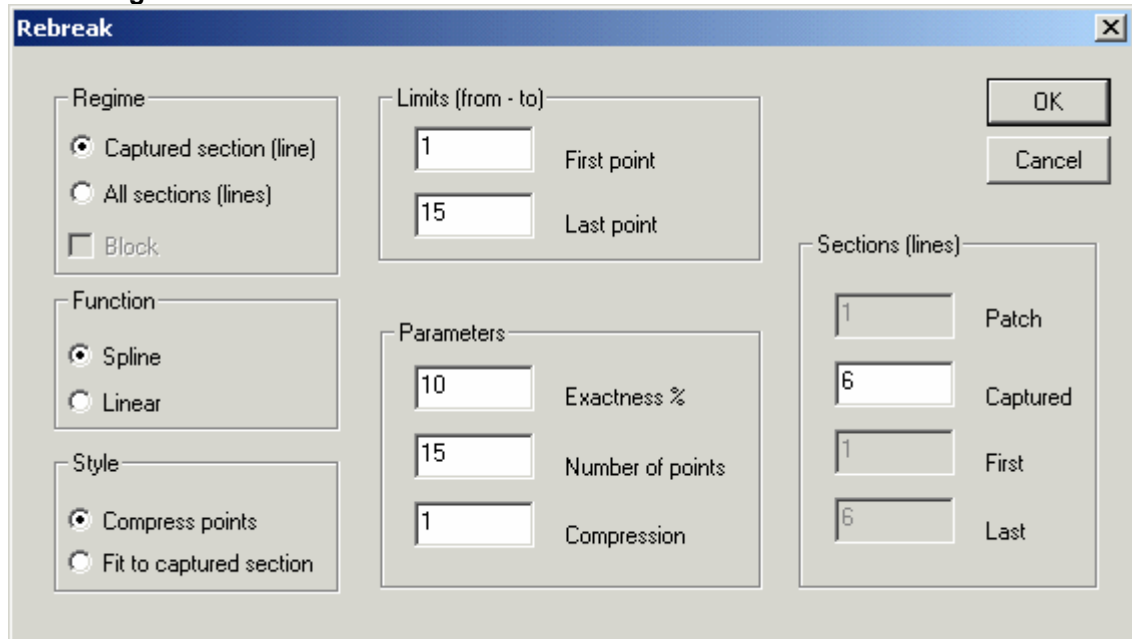 Rebreak
Regime
Captured section (line)
All sections (lines)
Block
Function
Spline
Linear
Style
Compress points
Fit to captured section
Limits (from - to)
1
First point
15
Last point
Parameters
10
Exactness %
15
Number of points
1
Compression
OK
Cancel
Sections (lines)
1
Patch
6
Captured
1
First
6
Last